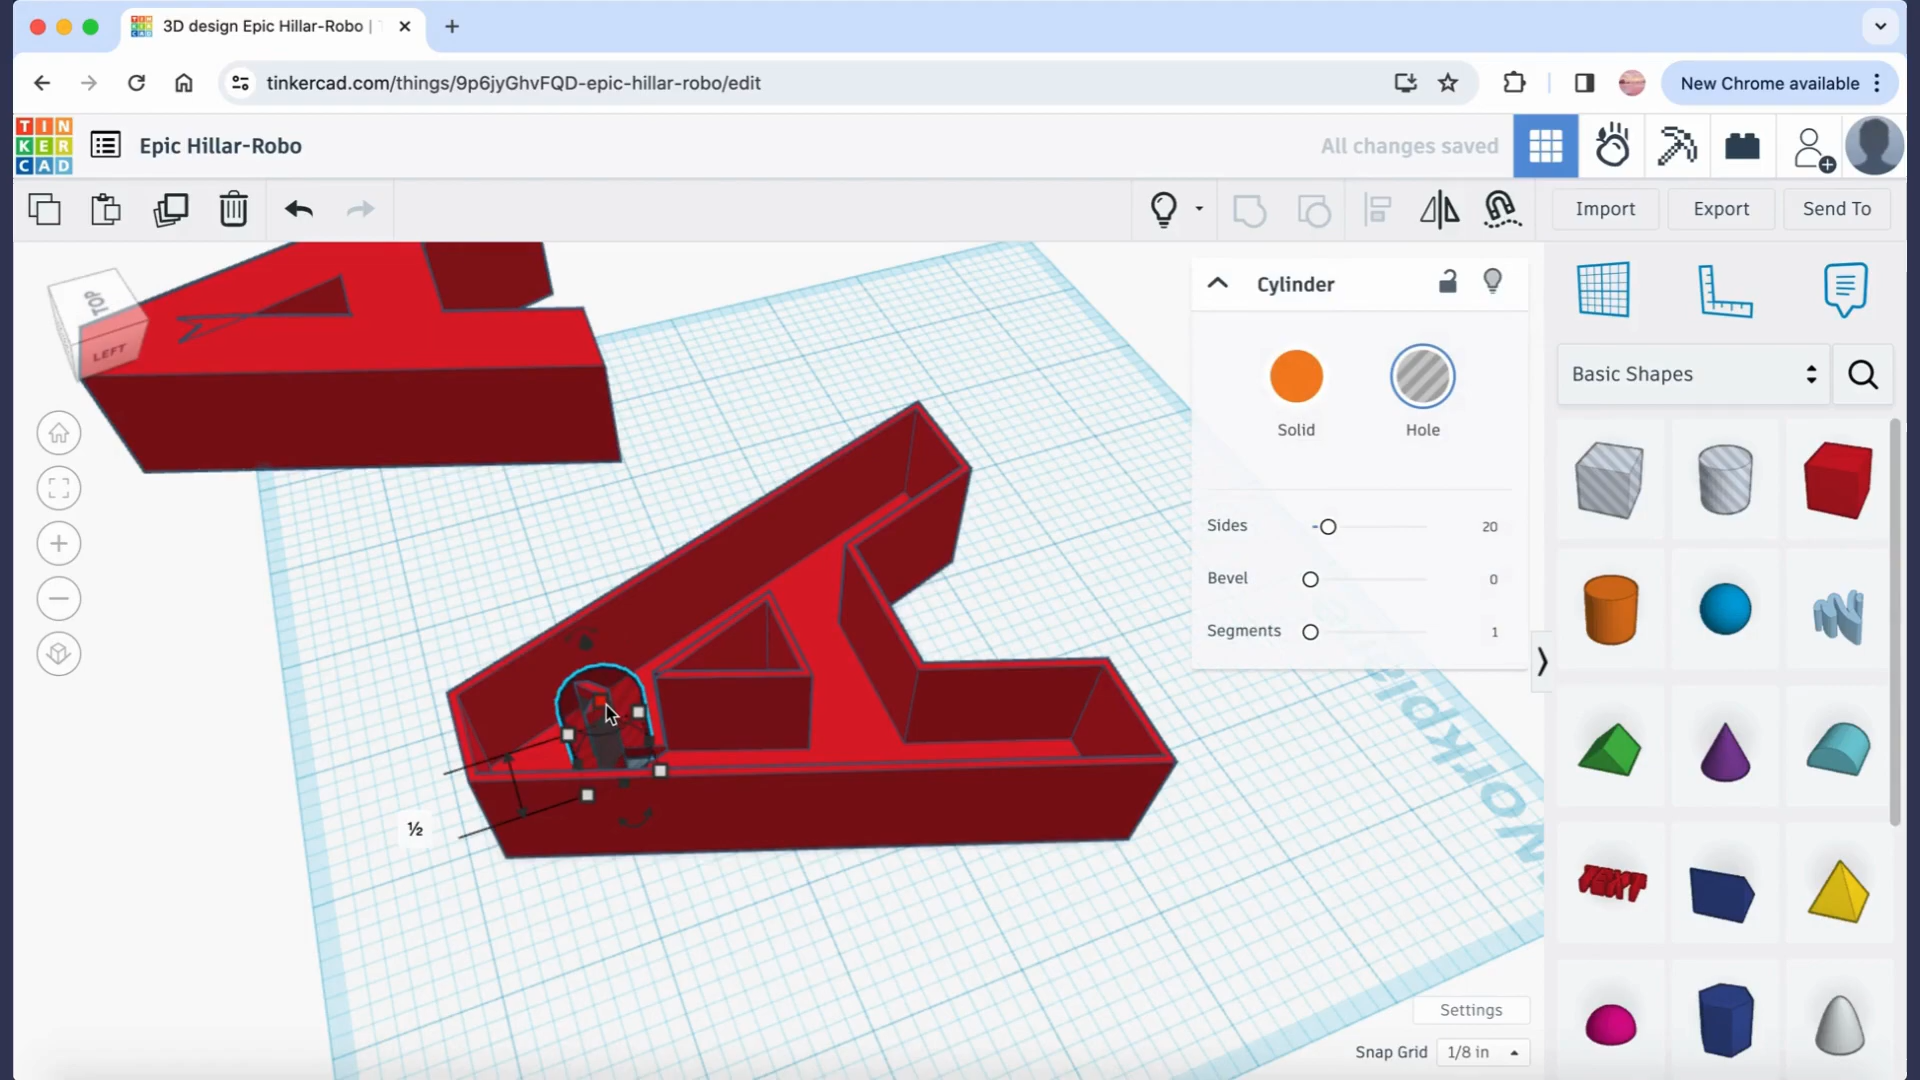 3D design Epic Hillar-Robo |
tinkercad.com/things/9p6jyGhvFQD-epic-hillar-robo/edit
New Chrome available
TIN
KER
CAD
Epic Hillar-Robo
All changes saved
Import
Export
Send To
TOP
LEFT
Cylinder
Solid
Hole
Sides
20
Bevel
0
Segments
1
Basic Shapes
TEXT
½
Workplane
Settings
Snap Grid
1/8 in